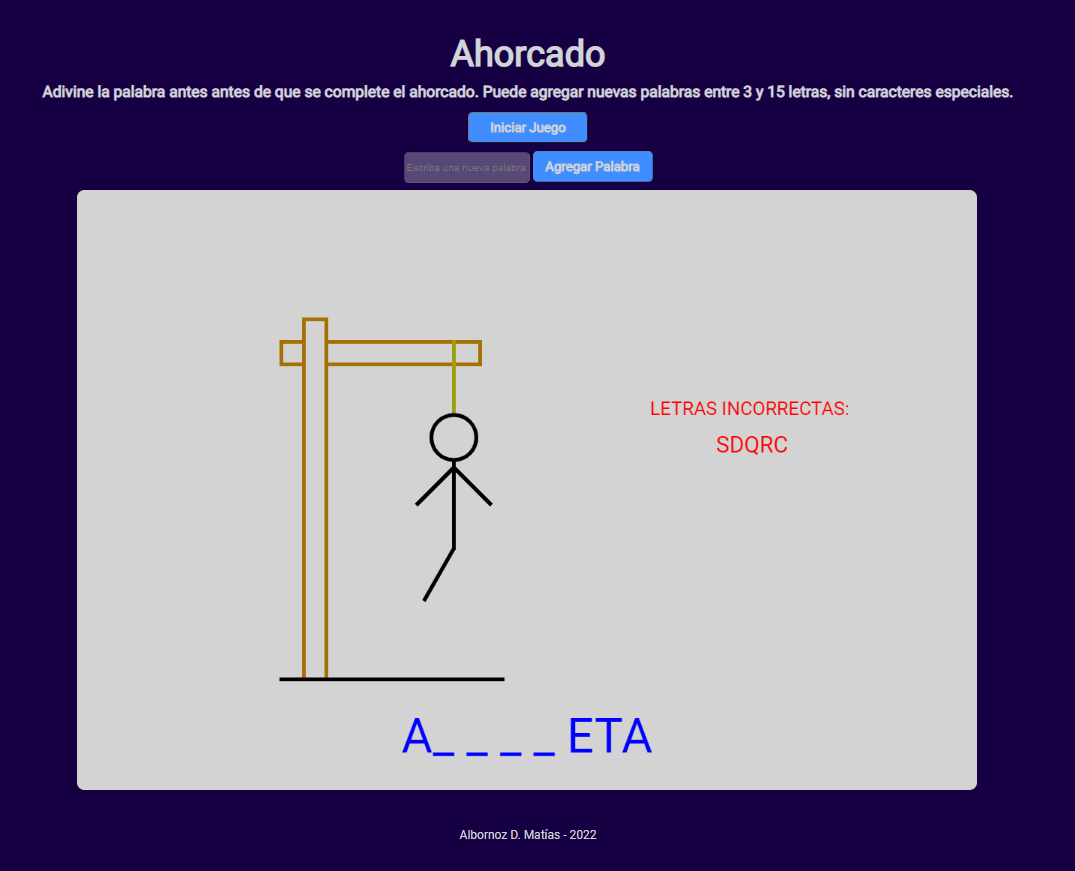 Ahorcado
Adivine la palabra antes antes de que se complete el ahorcado. Puede agregar nuevas palabras entre 3 y 15 letras, sin caracteres especiales.
Iniciar Juego
Escriba una nueva palabra
Agregar Palabra
LETRAS INCORRECTAS:
SDQRC
A_ _ _ _ ETA
Albornoz D. Matías - 2022